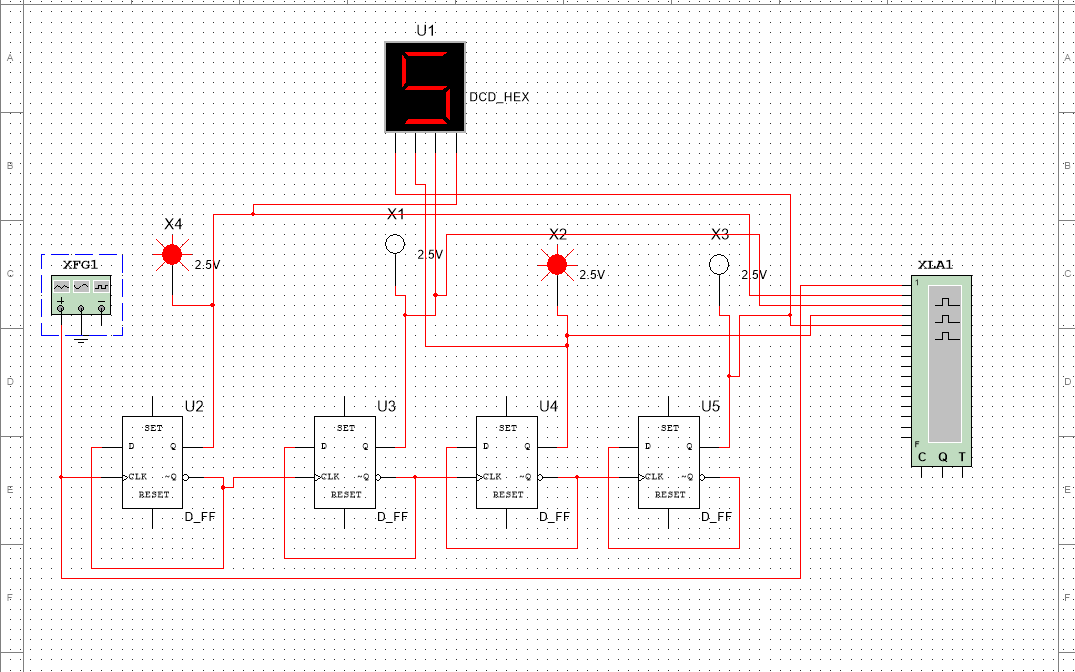 U1
A
A
DCD_HEX
B
B
X4
X1
X2
X3
2.5V
2.5V
2.5V
2.5V
C
C
XFG1
XLA1
+
−
1
D
D
U2
U3
U4
U5
SET
SET
SET
SET
D Q
D Q
D Q
D Q
F
C Q T
CLK ~Q
CLK ~Q
CLK ~Q
CLK ~Q
E
E
RESET
RESET
RESET
RESET
D_FF
D_FF
D_FF
D_FF
F
F